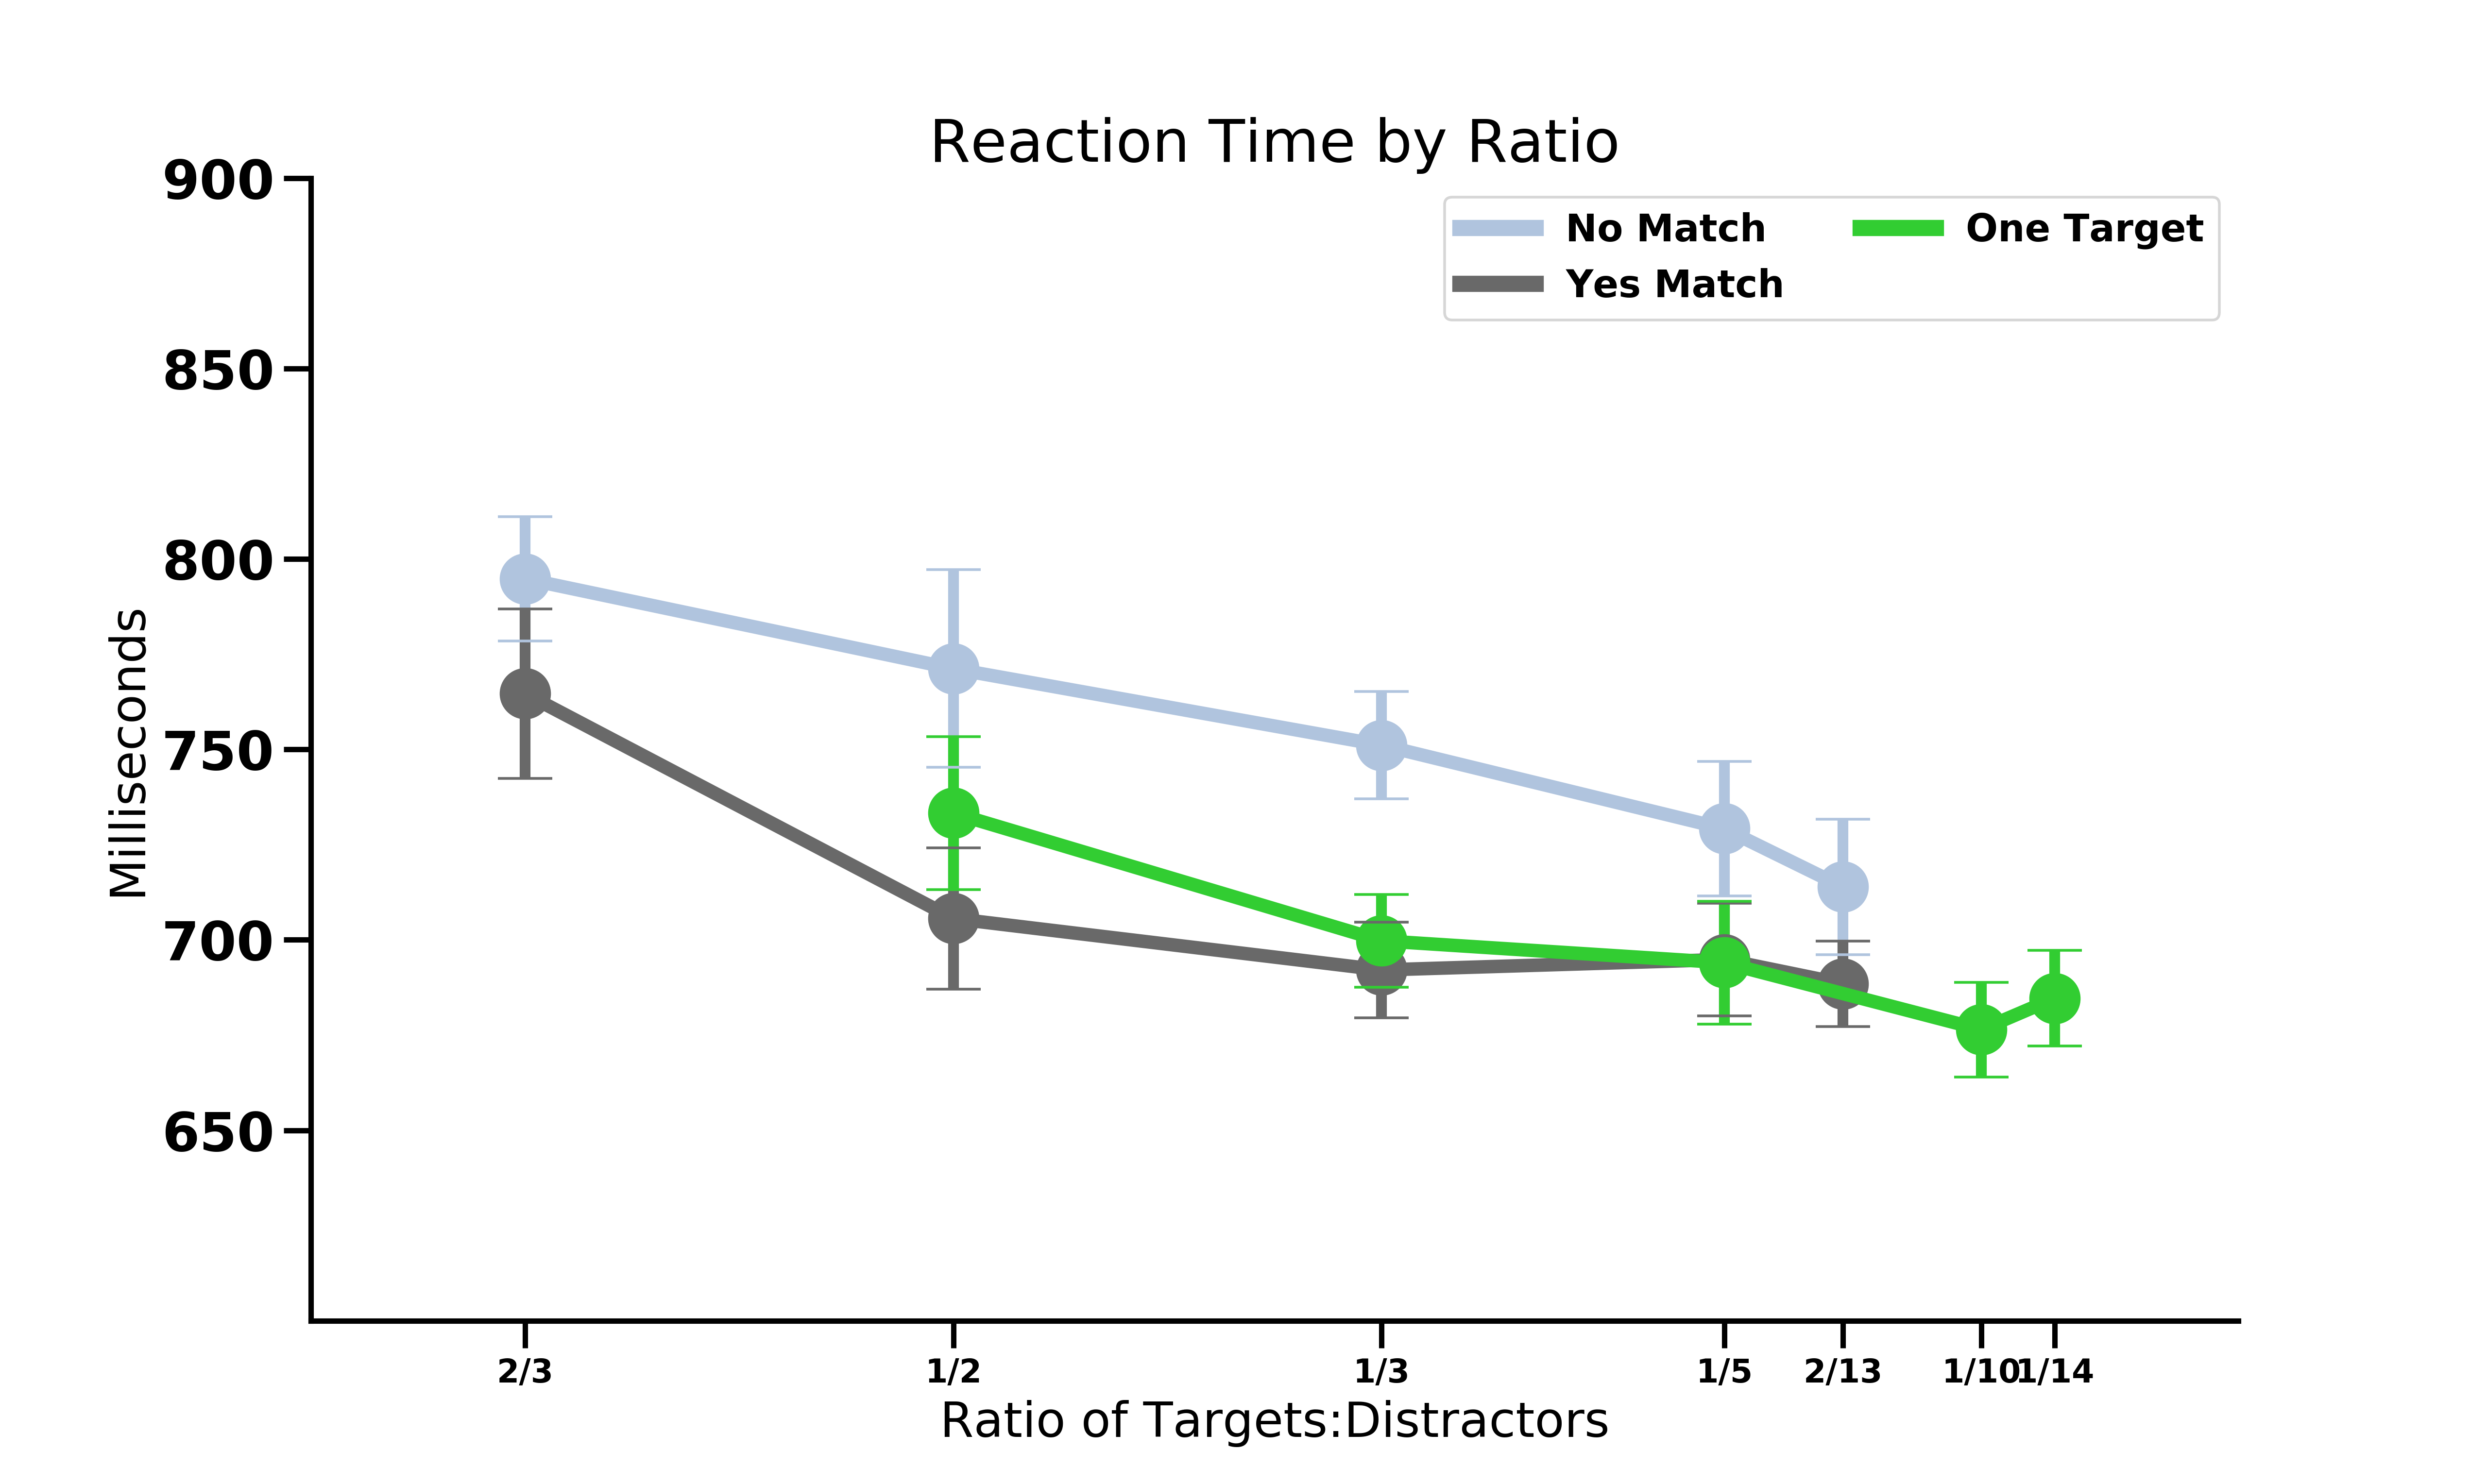 Reaction Time by Ratio
No Match
One Target
Yes Match
900
850
800
750
700
650
Milliseconds
2/3
1/2
1/3
1/5
2/13
1/10
1/14
Ratio of Targets:Distractors